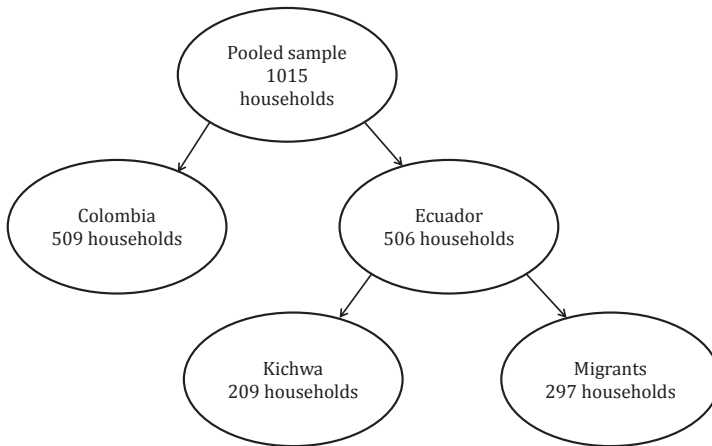 Pooled sample
1015
households
Colombia
509 households
Ecuador
506 households
Kichwa
209 households
Migrants
297 households